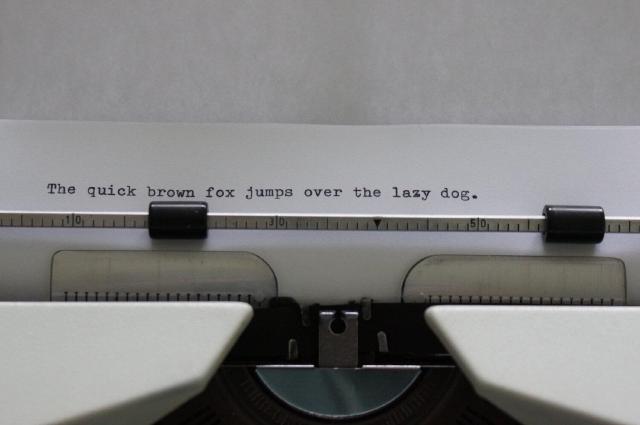 The quick brown fox jumps over the lazy dog.
10 30 50